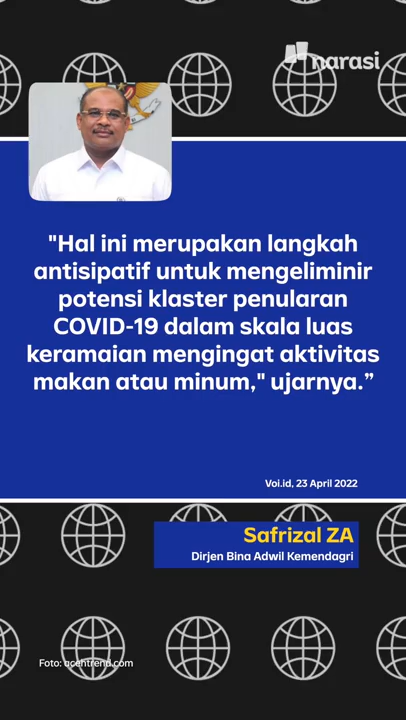 narasi
"Hal ini merupakan langkah
antisipatif untuk mengeliminir
potensi klaster penularan
COVID-19 dalam skala luas
keramaian mengingat aktivitas
makan atau minum," ujarnya.”
Voi.id, 23 April 2022
Safrizal ZA
Dirjen Bina Adwil Kemendagri
Foto: acehtrend.com